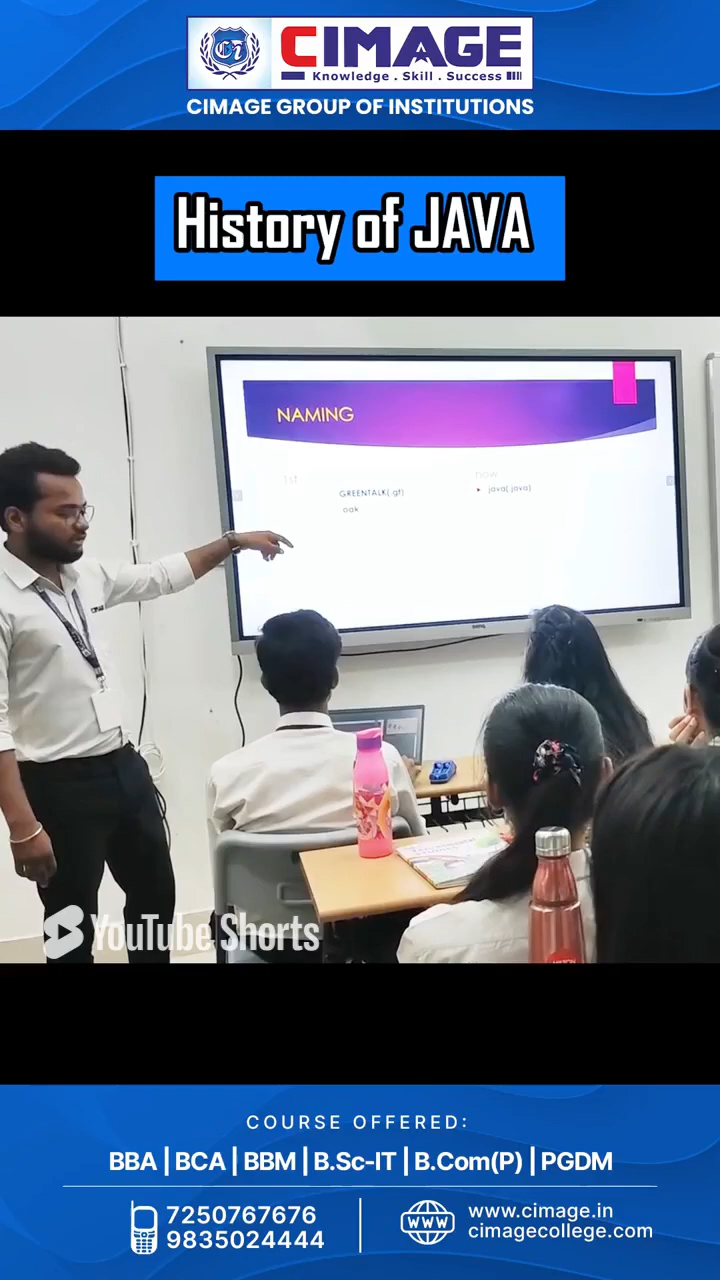 CIMAGE
Knowledge . Skill . Success
CIMAGE GROUP OF INSTITUTIONS
History of JAVA
NAMING
1st
now
GREENTALK(.gt)
▸ java(.java)
oak
YouTube Shorts
COURSE OFFERED:
BBA | BCA | BBM | B.Sc-IT | B.Com(P) | PGDM
7250767676
9835024444
www.cimage.in
cimagecollege.com